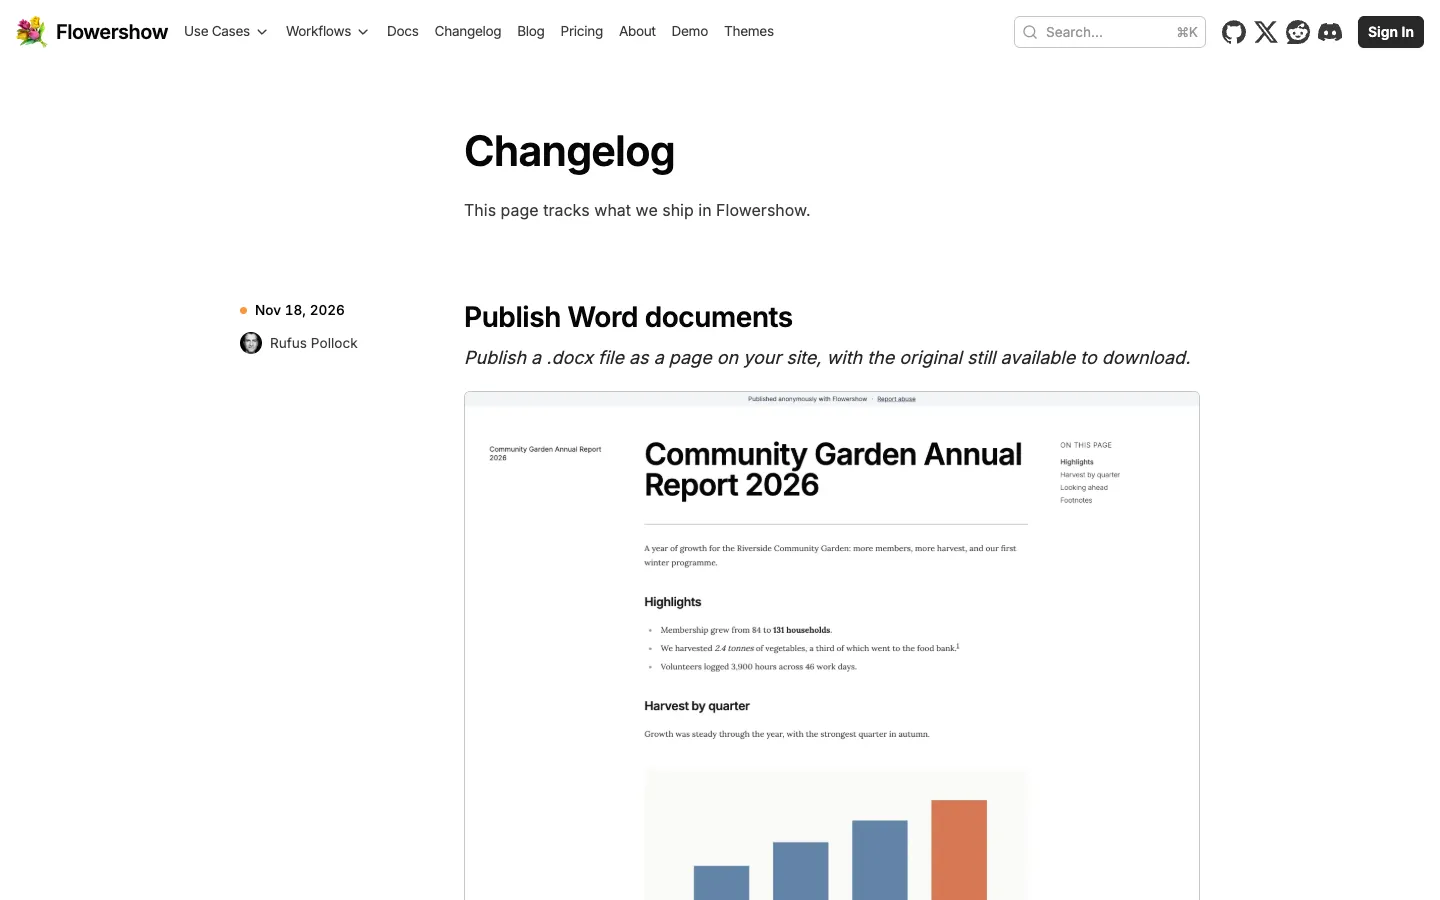 Flowershow
Use Cases
Workflows
Docs
Changelog
Blog
Pricing
About
Demo
Themes
Search...
⌘K
Sign In
Changelog
This page tracks what we ship in Flowershow.
Nov 18, 2026
Rufus Pollock
Publish Word documents
Publish a .docx file as a page on your site, with the original still available to download.
Published anonymously with Flowershow · Report abuse
Community Garden Annual Report
2026
Community Garden Annual
Report 2026
ON THIS PAGE
Highlights
Harvest by quarter
Looking ahead
Footnotes
A year of growth for the Riverside Community Garden: more members, more harvest, and our first
winter programme.
Highlights
Membership grew from 84 to 131 households.
We harvested 2.4 tonnes of vegetables, a third of which went to the food bank.1
Volunteers logged 3,900 hours across 46 work days.
Harvest by quarter
Growth was steady through the year, with the strongest quarter in autumn.